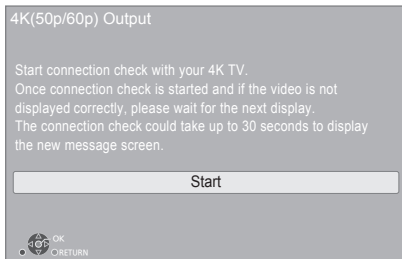 4K(50p/60p) Output
Start connection check with your 4K TV.
Once connection check is started and if the video is not
displayed correctly, please wait for the next display.
The connection check could take up to 30 seconds to display
the new message screen.
Start
OK
RETURN